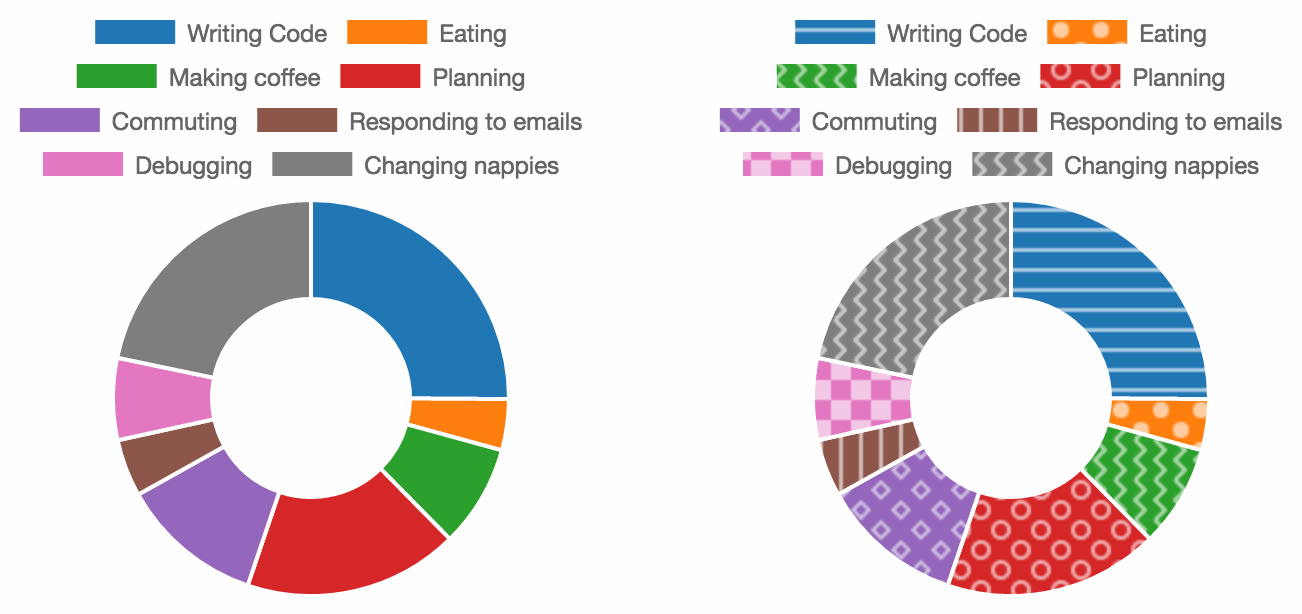 Writing Code Eating
Making coffee Planning
Commuting Responding to emails
Debugging Changing nappies
Writing Code Eating
Making coffee Planning
Commuting Responding to emails
Debugging Changing nappies